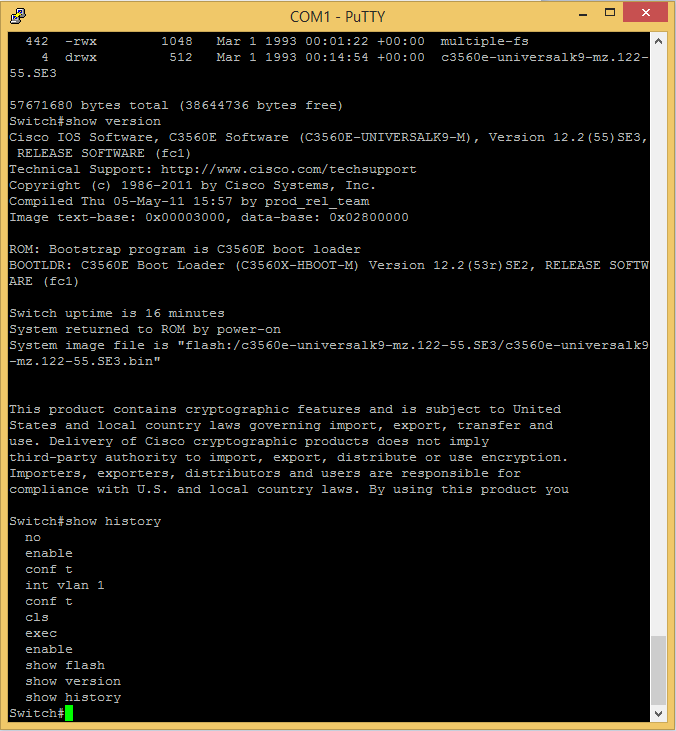 COM1 - PuTTY
442 -rwx 1048 Mar 1 1993 00:01:22 +00:00 multiple-fs
4 drwx 512 Mar 1 1993 00:14:54 +00:00 c3560e-universalk9-mz.122-
55.SE3
57671680 bytes total (38644736 bytes free)
Switch#show version
Cisco IOS Software, C3560E Software (C3560E-UNIVERSALK9-M), Version 12.2(55)SE3,
RELEASE SOFTWARE (fc1)
Technical Support: http://www.cisco.com/techsupport
Copyright (c) 1986-2011 by Cisco Systems, Inc.
Compiled Thu 05-May-11 15:57 by prod_rel_team
Image text-base: 0x00003000, data-base: 0x02800000
ROM: Bootstrap program is C3560E boot loader
BOOTLDR: C3560E Boot Loader (C3560X-HBOOT-M) Version 12.2(53r)SE2, RELEASE SOFTW
ARE (fc1)
Switch uptime is 16 minutes
System returned to ROM by power-on
System image file is "flash:/c3560e-universalk9-mz.122-55.SE3/c3560e-universalk9
-mz.122-55.SE3.bin"
This product contains cryptographic features and is subject to United
States and local country laws governing import, export, transfer and
use. Delivery of Cisco cryptographic products does not imply
third-party authority to import, export, distribute or use encryption.
Importers, exporters, distributors and users are responsible for
compliance with U.S. and local country laws. By using this product you
Switch#show history
no
enable
conf t
int vlan 1
conf t
cls
exec
enable
show flash
show version
show history
Switch#